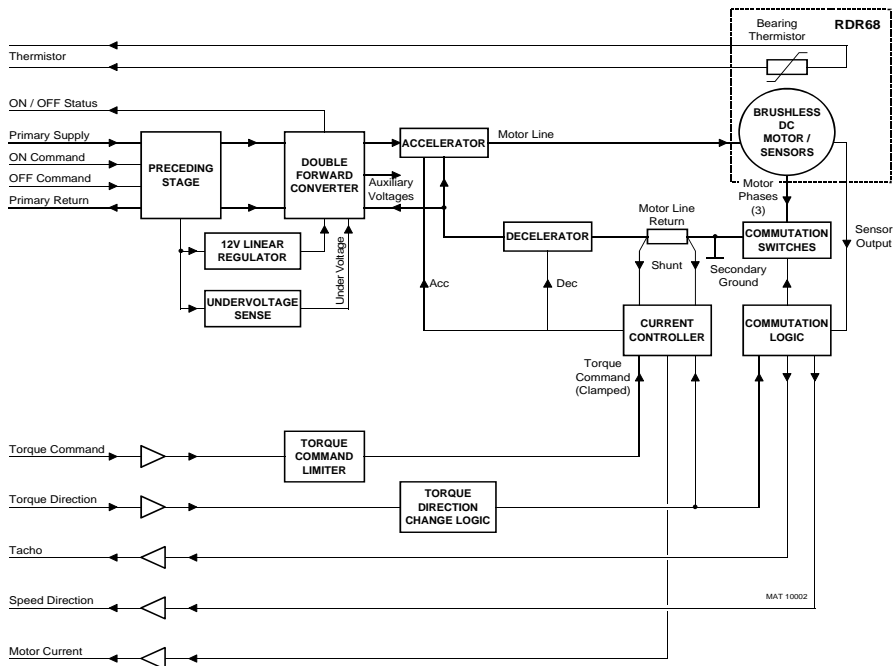 RDR68
Bearing
Thermistor
Thermistor
ON / OFF Status
Primary Supply
ON Command
OFF Command
Primary Return
PRECEDING
STAGE
DOUBLE
FORWARD
CONVERTER
ACCELERATOR
Motor Line
BRUSHLESS
DC
MOTOR /
SENSORS
Auxiliary
Voltages
Motor
Phases
(3)
Motor Line
Return
12V LINEAR
REGULATOR
Under Voltage
DECELERATOR
COMMUTATION
SWITCHES
Sensor
Output
Shunt
Secondary
Ground
UNDERVOLTAGE
SENSE
Acc
Dec
CURRENT
CONTROLLER
COMMUTATION
LOGIC
Torque
Command
(Clamped)
Torque Command
TORQUE
COMMAND
LIMITER
Torque Direction
TORQUE
DIRECTION
CHANGE LOGIC
Tacho
Speed Direction
MAT 10002
Motor Current